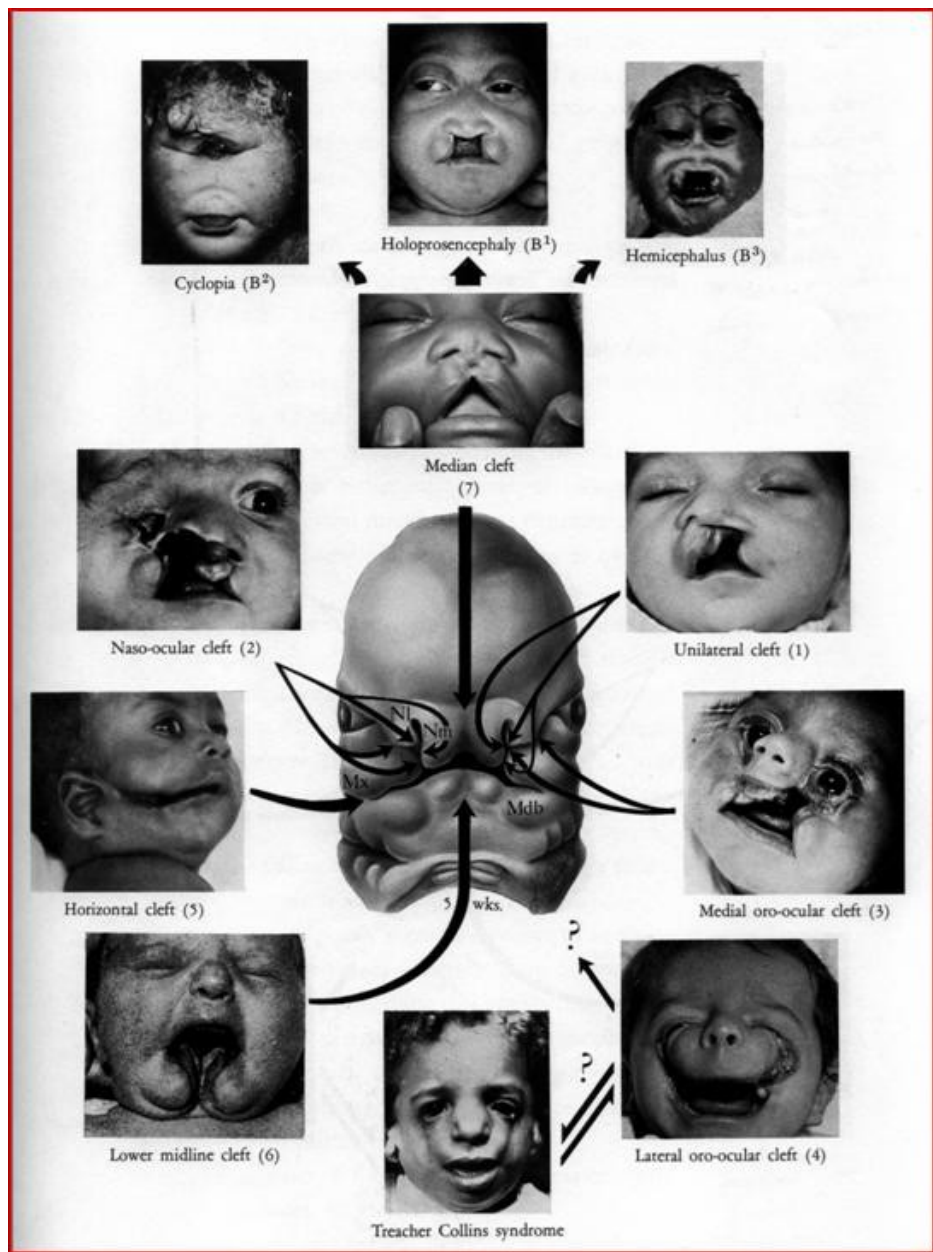 Cyclopia (B²)
Holoprosencephaly (B¹)
Hemicephalus (B³)
Median cleft
(7)
Naso-ocular cleft (2)
Unilateral cleft (1)
Nl
Nm
Mx
Mdb
Horizontal cleft (5)
5 wks.
Medial oro-ocular cleft (3)
?
?
Lower midline cleft (6)
Lateral oro-ocular cleft (4)
Treacher Collins syndrome